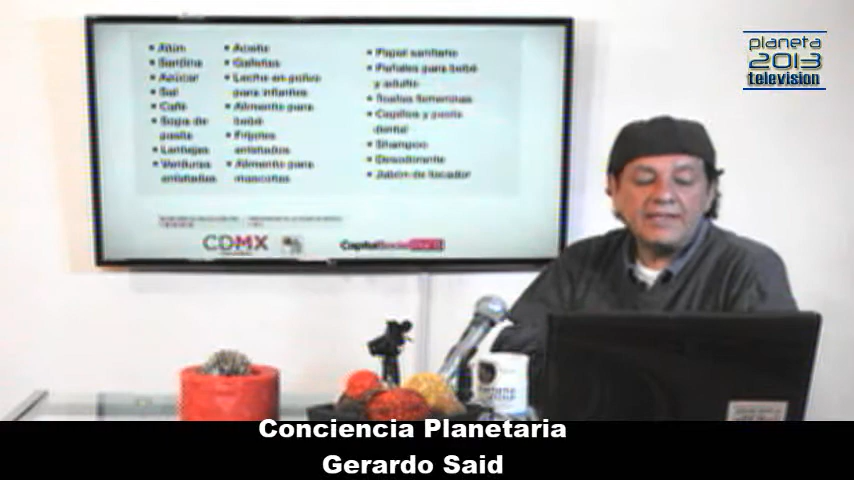 planeta
2013
television
• Atún
• Sardina
• Azúcar
• Sal
• Café
• Sopa de
pasta
• Lentejas
• Verduras
enlatadas
• Aceite
• Galletas
• Leche en polvo
para infantes
• Alimento para
bebé
• Frijoles
enlatados
• Alimento para
mascotas
• Papel sanitario
• Pañales para bebé
y adulto
• Toallas femeninas
• Cepillos y pasta
dental
• Shampoo
• Desodorante
• Jabón de tocador
CDMX
CapitalSocial
Conciencia Planetaria
Gerardo Said